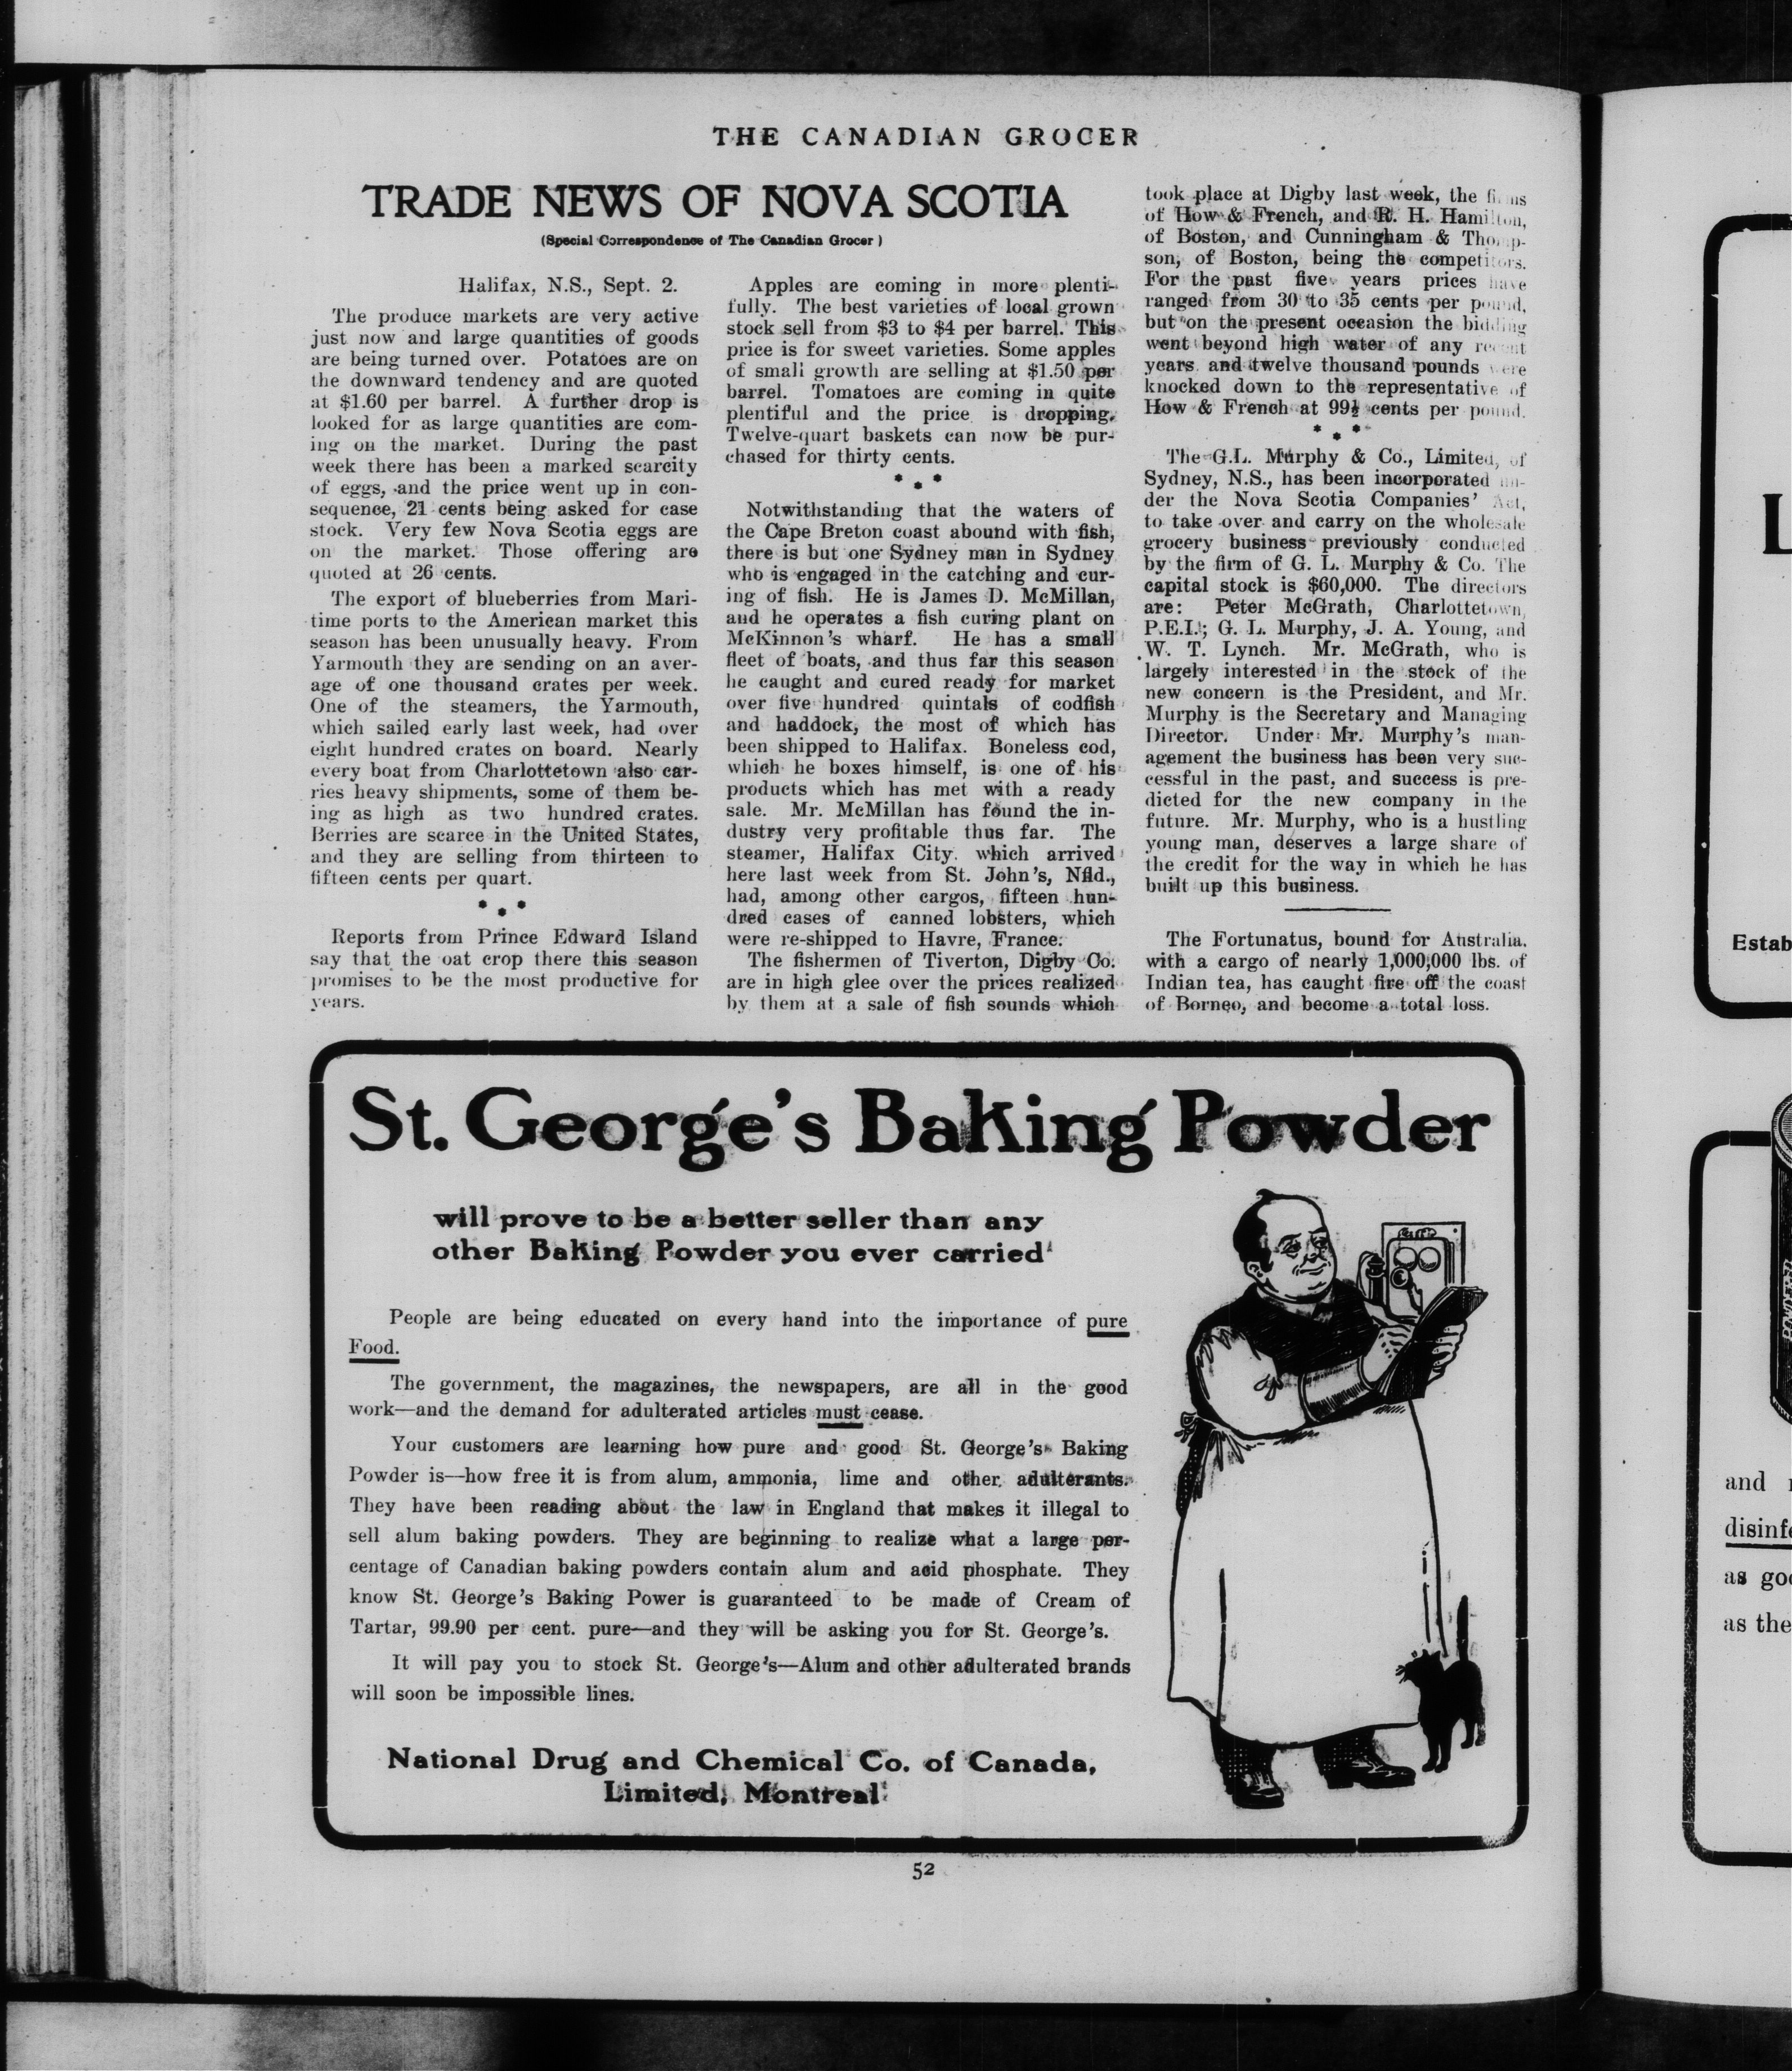 THE CANADIAN GROCER
TRADE NEWS OF NOVA SCOTIA
(Special Correspondence of The Canadian Grocer)
Halifax, N.S., Sept. 2.
The produce markets are very active
just now and large quantities of goods
are being turned over. Potatoes are on
the downward tendency and are quoted
at $1.60 per barrel. A further drop is
looked for as large quantities are com-
ing on the market. During the past
week there has been a marked scarcity
of eggs, and the price went up in con-
sequence, 21 cents being asked for case
stock. Very few Nova Scotia eggs are
on the market. Those offering are
quoted at 26 cents.
The export of blueberries from Mari-
time ports to the American market this
season has been unusually heavy. From
Yarmouth they are sending on an aver-
age of one thousand crates per week.
One of the steamers, the Yarmouth,
which sailed early last week, had over
eight hundred crates on board. Nearly
every boat from Charlottetown also car-
ries heavy shipments, some of them be-
ing as high as two hundred crates.
Berries are scarce in the United States,
and they are selling from thirteen to
fifteen cents per quart.
* * *
Reports from Prince Edward Island
say that the oat crop there this season
promises to be the most productive for
years.
Apples are coming in more plenti-
fully. The best varieties of local grown
stock sell from $3 to $4 per barrel. This
price is for sweet varieties. Some apples
of small growth are selling at $1.50 per
barrel. Tomatoes are coming in quite
plentiful and the price is dropping.
Twelve-quart baskets can now be pur-
chased for thirty cents.
* * *
Notwithstanding that the waters of
the Cape Breton coast abound with fish,
there is but one Sydney man in Sydney
who is engaged in the catching and cur-
ing of fish. He is James D. McMillan,
and he operates a fish curing plant on
McKinnon's wharf. He has a small
fleet of boats, and thus far this season
he caught and cured ready for market
over five hundred quintals of codfish
and haddock, the most of which has
been shipped to Halifax. Boneless cod,
which he boxes himself, is one of his
products which has met with a ready
sale. Mr. McMillan has found the in-
dustry very profitable thus far. The
steamer, Halifax City, which arrived
here last week from St. John's, Nfld.,
had, among other cargos, fifteen hun-
dred cases of canned lobsters, which
were re-shipped to Havre, France.
The fishermen of Tiverton, Digby Co.
are in high glee over the prices realized
by them at a sale of fish sounds which
took place at Digby last week, the firms
of How & French, and R. H. Hamilton,
of Boston, and Cunningham & Thomp-
son, of Boston, being the competitors.
For the past five years prices have
ranged from 30 to 35 cents per pound,
but on the present occasion the bidding
went beyond high water of any recent
years and twelve thousand pounds were
knocked down to the representative of
How & French at 99½ cents per pound.
* * *
The G.L. Murphy & Co., Limited, of
Sydney, N.S., has been incorporated un-
der the Nova Scotia Companies' Act,
to take over and carry on the wholesale
grocery business previously conducted
by the firm of G. L. Murphy & Co. The
capital stock is $60,000. The directors
are: Peter McGrath, Charlottetown,
P.E.I.; G. L. Murphy, J. A. Young, and
W. T. Lynch. Mr. McGrath, who is
largely interested in the stock of the
new concern is the President, and Mr.
Murphy is the Secretary and Managing
Director. Under Mr. Murphy's man-
agement the business has been very suc-
cessful in the past, and success is pre-
dicted for the new company in the
future. Mr. Murphy, who is a hustling
young man, deserves a large share of
the credit for the way in which he has
built up this business.
The Fortunatus, bound for Australia,
with a cargo of nearly 1,000,000 lbs. of
Indian tea, has caught fire off the coast
of Borneo, and become a total loss.
St. George's Baking Powder
will prove to be a better seller than any
other Baking Powder you ever carried
People are being educated on every hand into the importance of pure
Food.
The government, the magazines, the newspapers, are all in the good
work—and the demand for adulterated articles must cease.
Your customers are learning how pure and good St. George's Baking
Powder is—how free it is from alum, ammonia, lime and other adulterants.
They have been reading about the law in England that makes it illegal to
sell alum baking powders. They are beginning to realize what a large per-
centage of Canadian baking powders contain alum and acid phosphate. They
know St. George's Baking Power is guaranteed to be made of Cream of
Tartar, 99.90 per cent. pure—and they will be asking you for St. George's.
It will pay you to stock St. George's—Alum and other adulterated brands
will soon be impossible lines.
National Drug and Chemical Co. of Canada,
Limited, Montreal
52
L
Estab
and
disinf
as go
as the